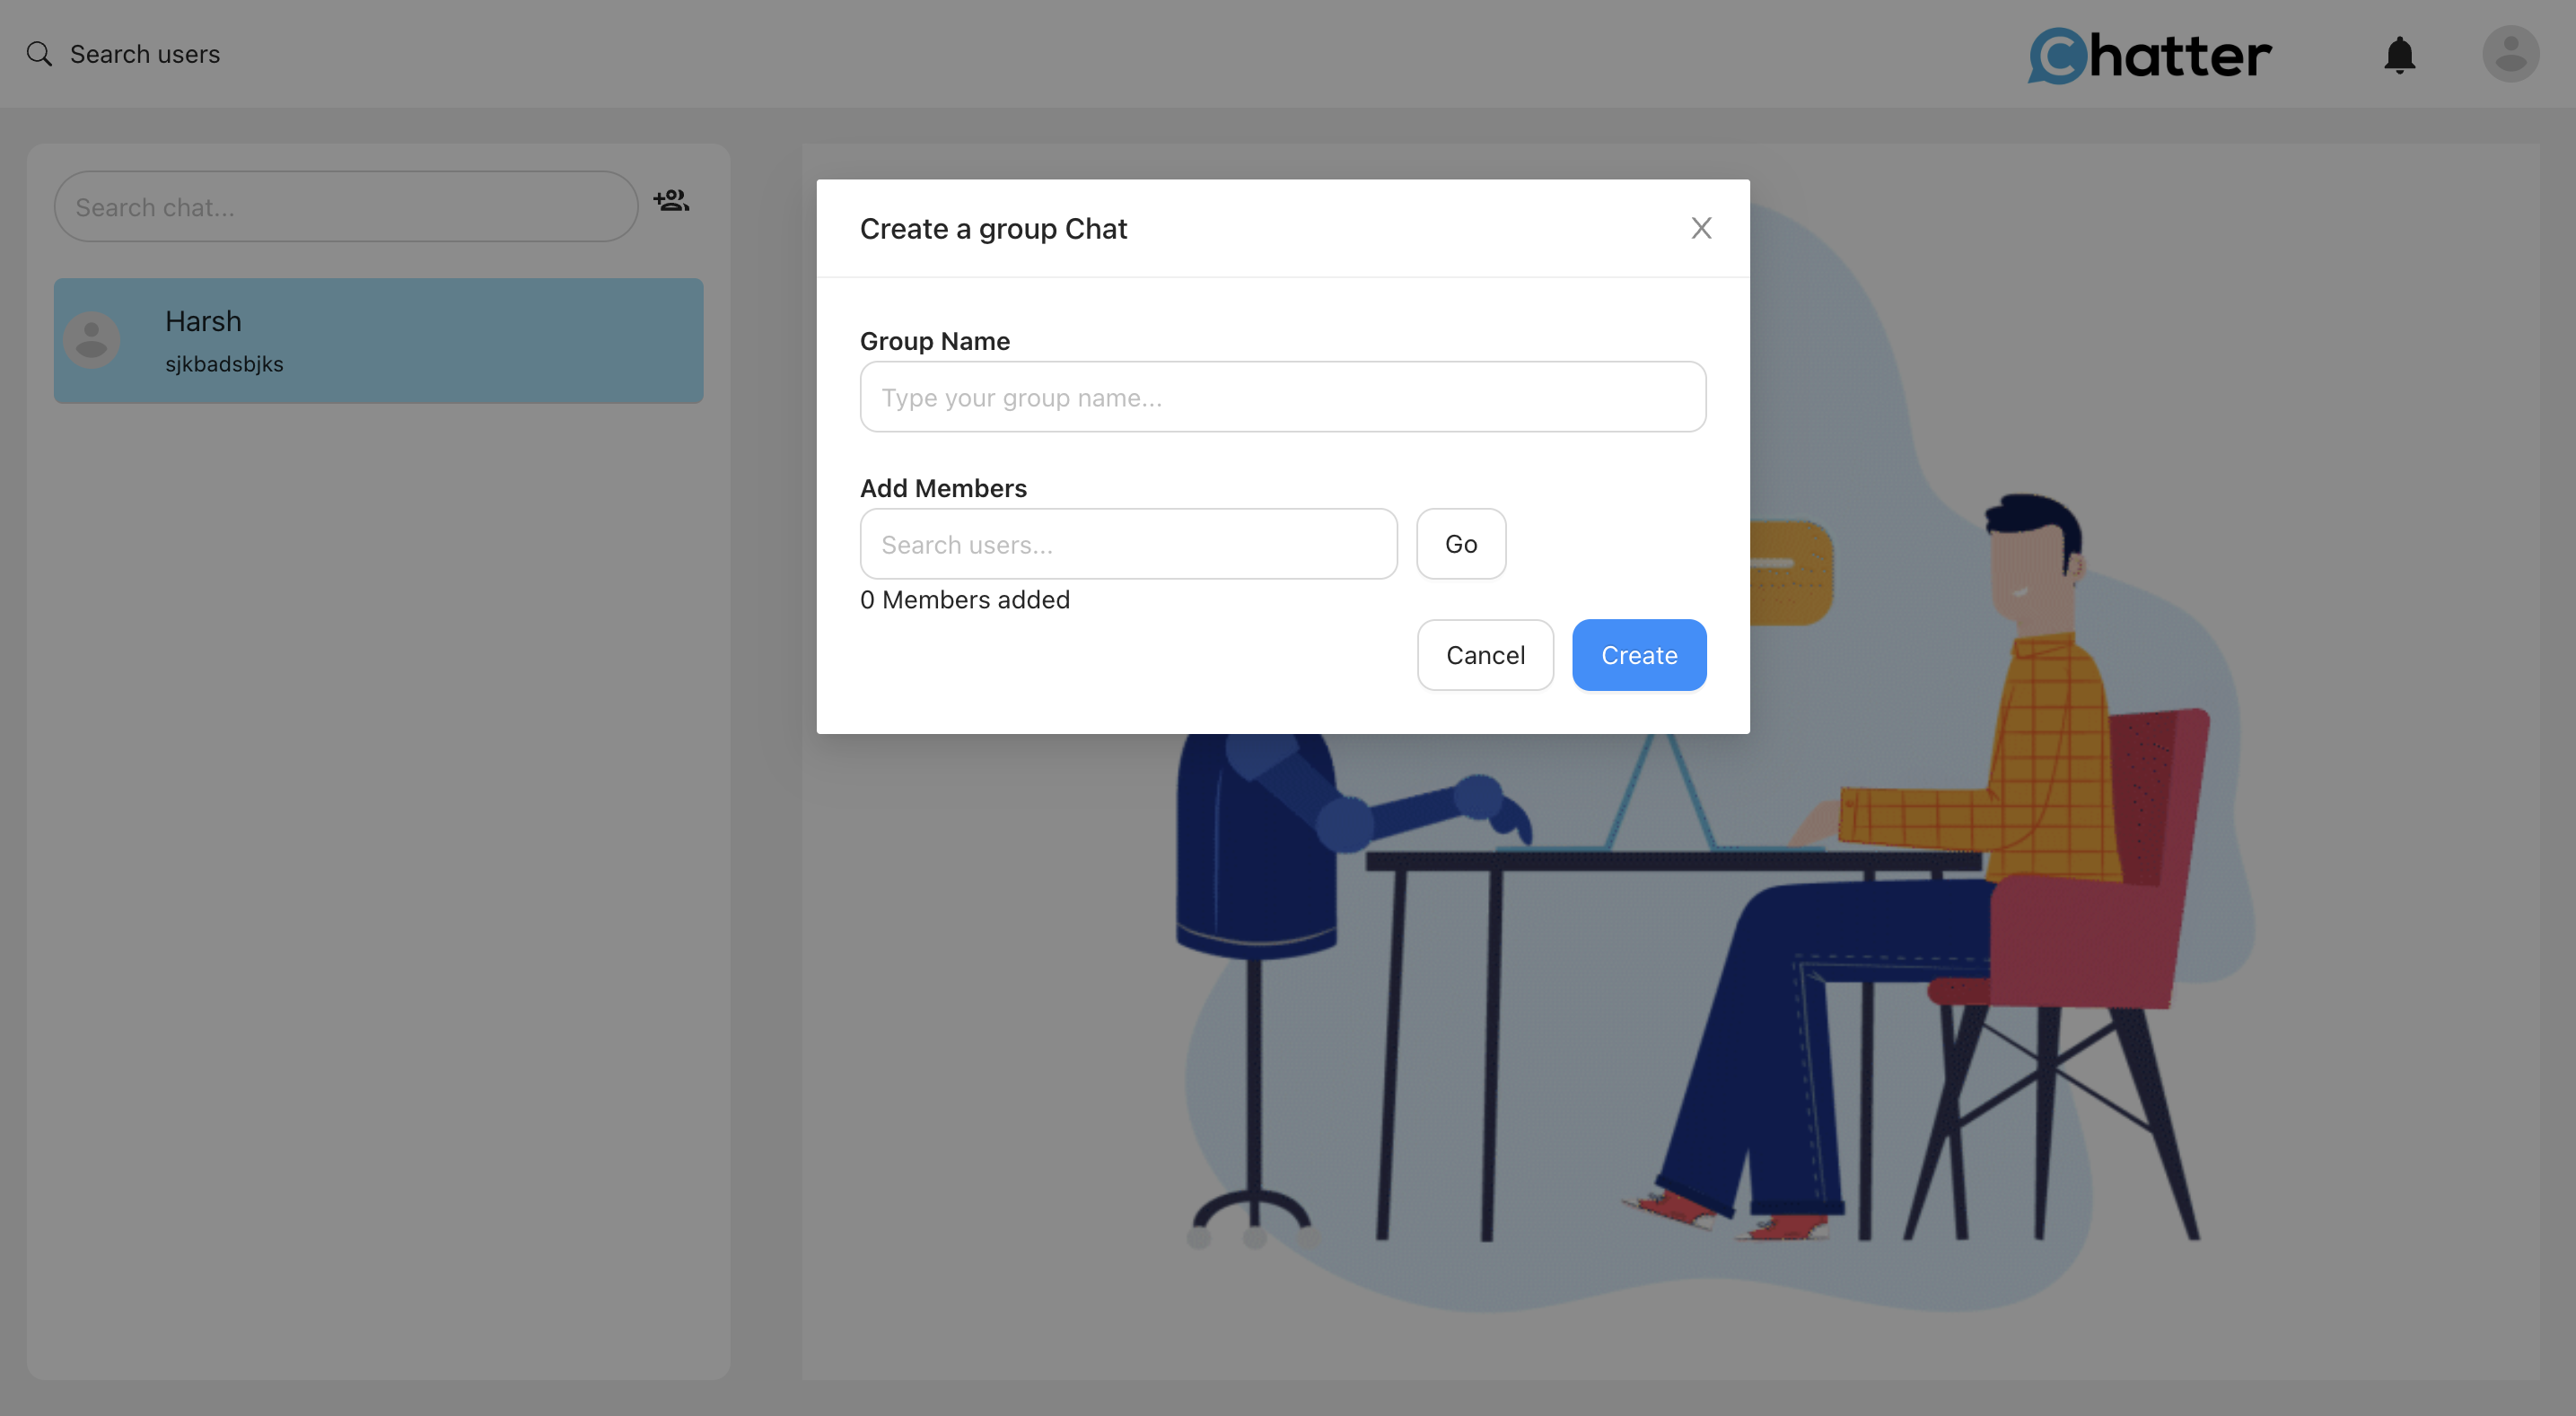 Search users
Chatter
Search chat...
Harsh
sjkbadsbjks
Create a group Chat
Group Name
Type your group name...
Add Members
Search users...
Go
0 Members added
Cancel
Create